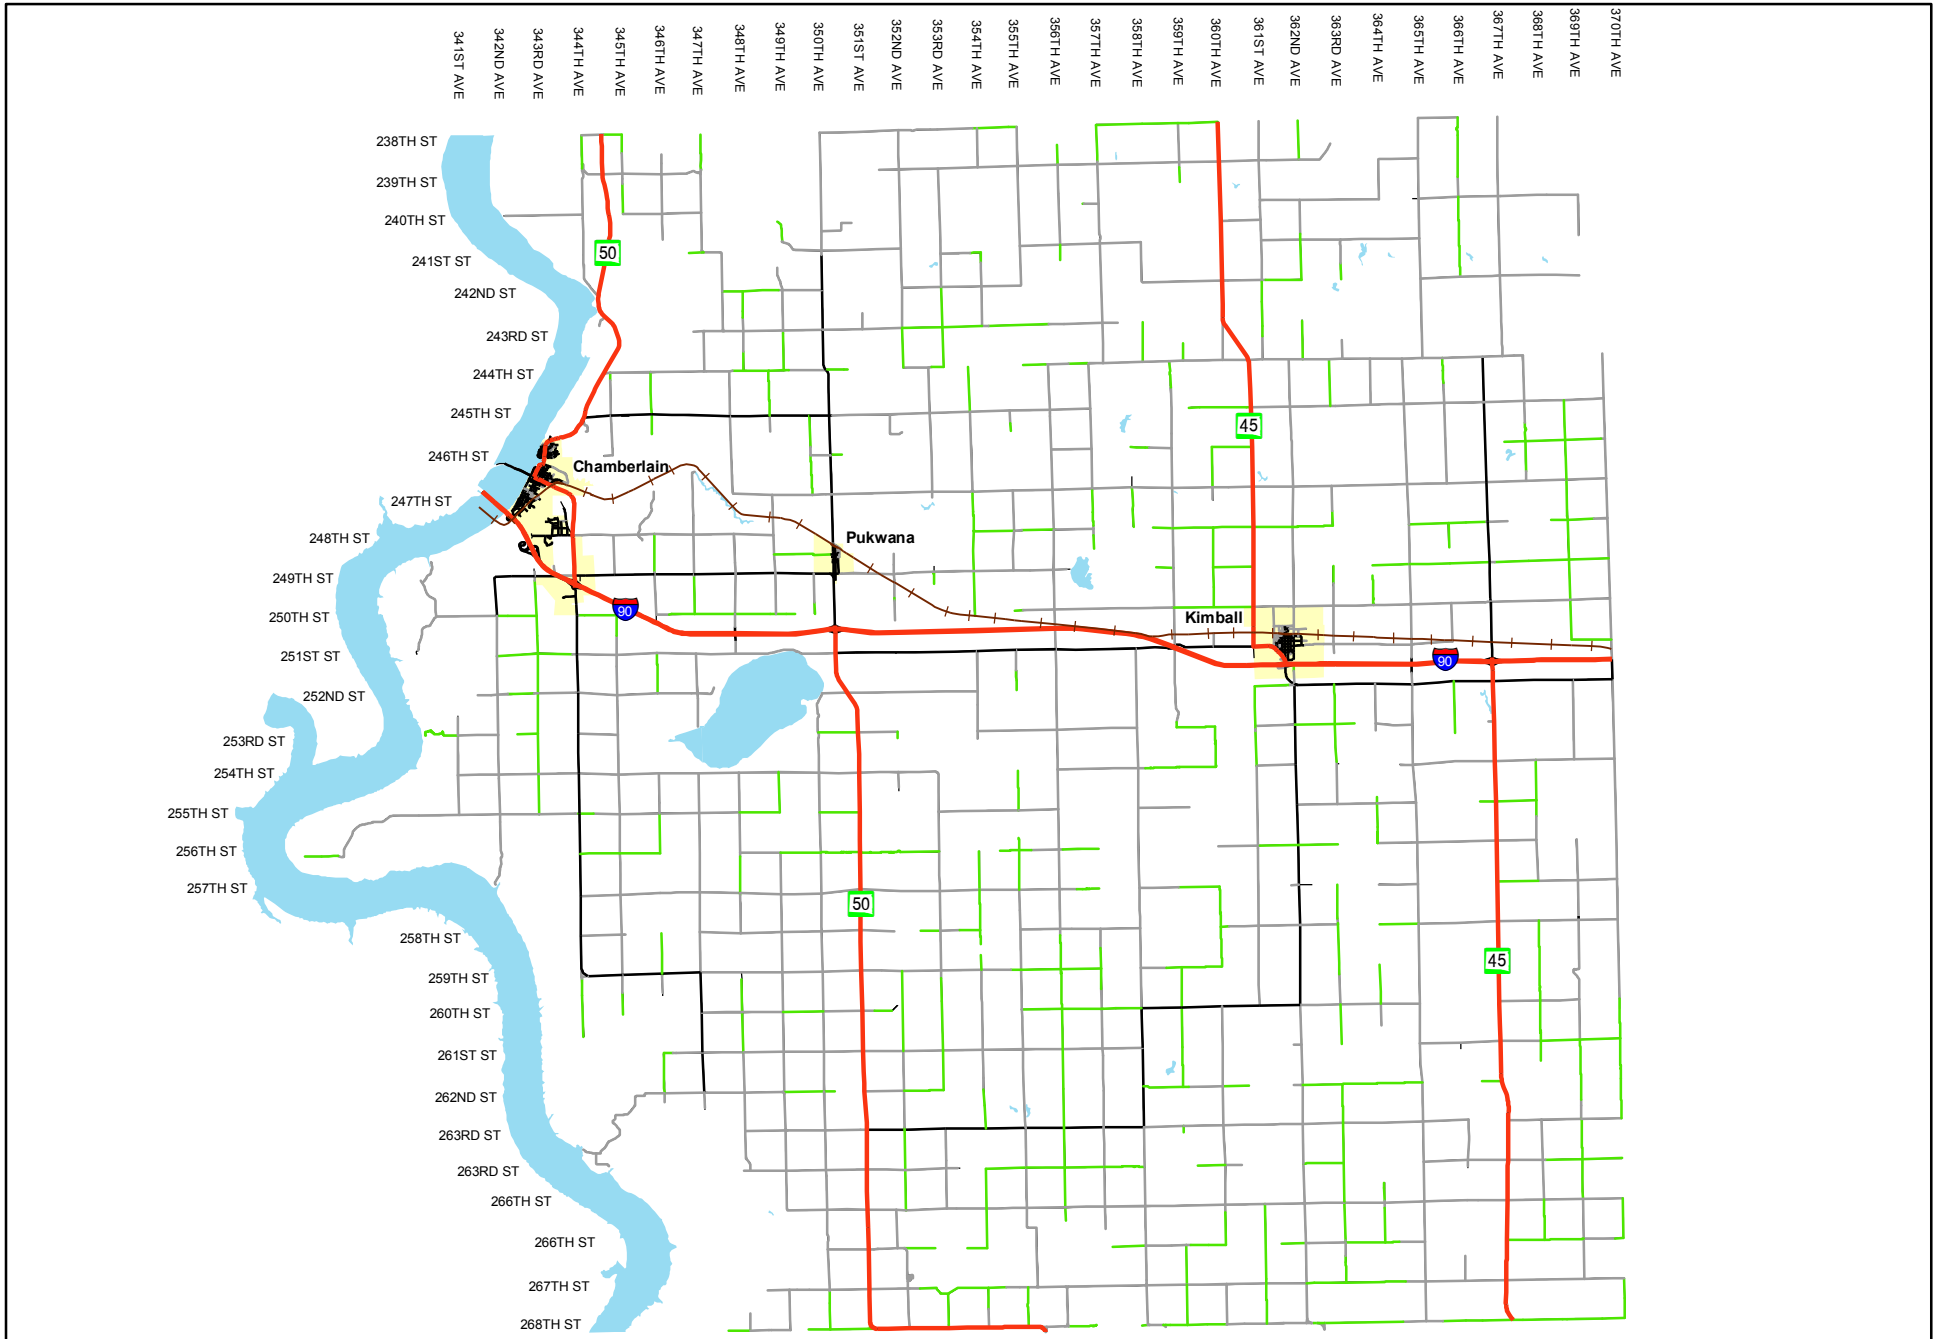 341ST AVE
342ND AVE
343RD AVE
344TH AVE
345TH AVE
346TH AVE
347TH AVE
348TH AVE
349TH AVE
350TH AVE
351ST AVE
352ND AVE
353RD AVE
354TH AVE
355TH AVE
356TH AVE
357TH AVE
358TH AVE
359TH AVE
360TH AVE
361ST AVE
362ND AVE
363RD AVE
364TH AVE
365TH AVE
366TH AVE
367TH AVE
368TH AVE
369TH AVE
370TH AVE
238TH ST
239TH ST
240TH ST
50
241ST ST
242ND ST
243RD ST
244TH ST
245TH ST
45
246TH ST
Chamberlain
247TH ST
248TH ST
Pukwana
249TH ST
90
250TH ST
Kimball
251ST ST
90
252ND ST
253RD ST
254TH ST
255TH ST
256TH ST
257TH ST
50
258TH ST
45
259TH ST
260TH ST
261ST ST
262ND ST
263RD ST
263RD ST
266TH ST
266TH ST
267TH ST
268TH ST